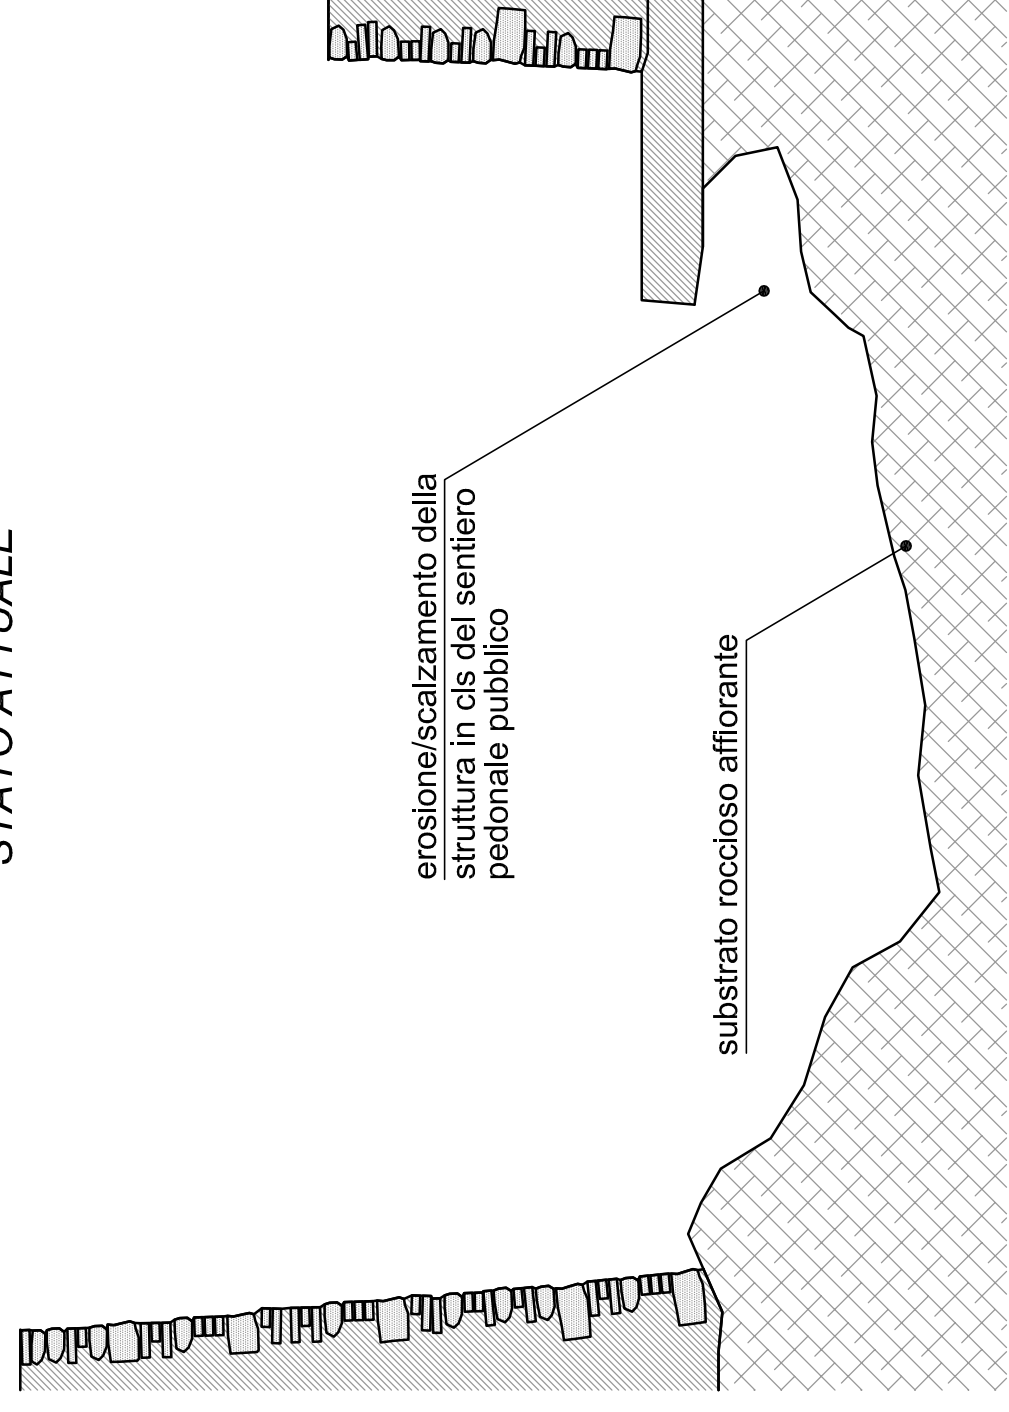 STATO ATTUALE
erosione/scalzamento della
struttura in cls del sentiero
pedonale pubblico
substrato roccioso affiorante